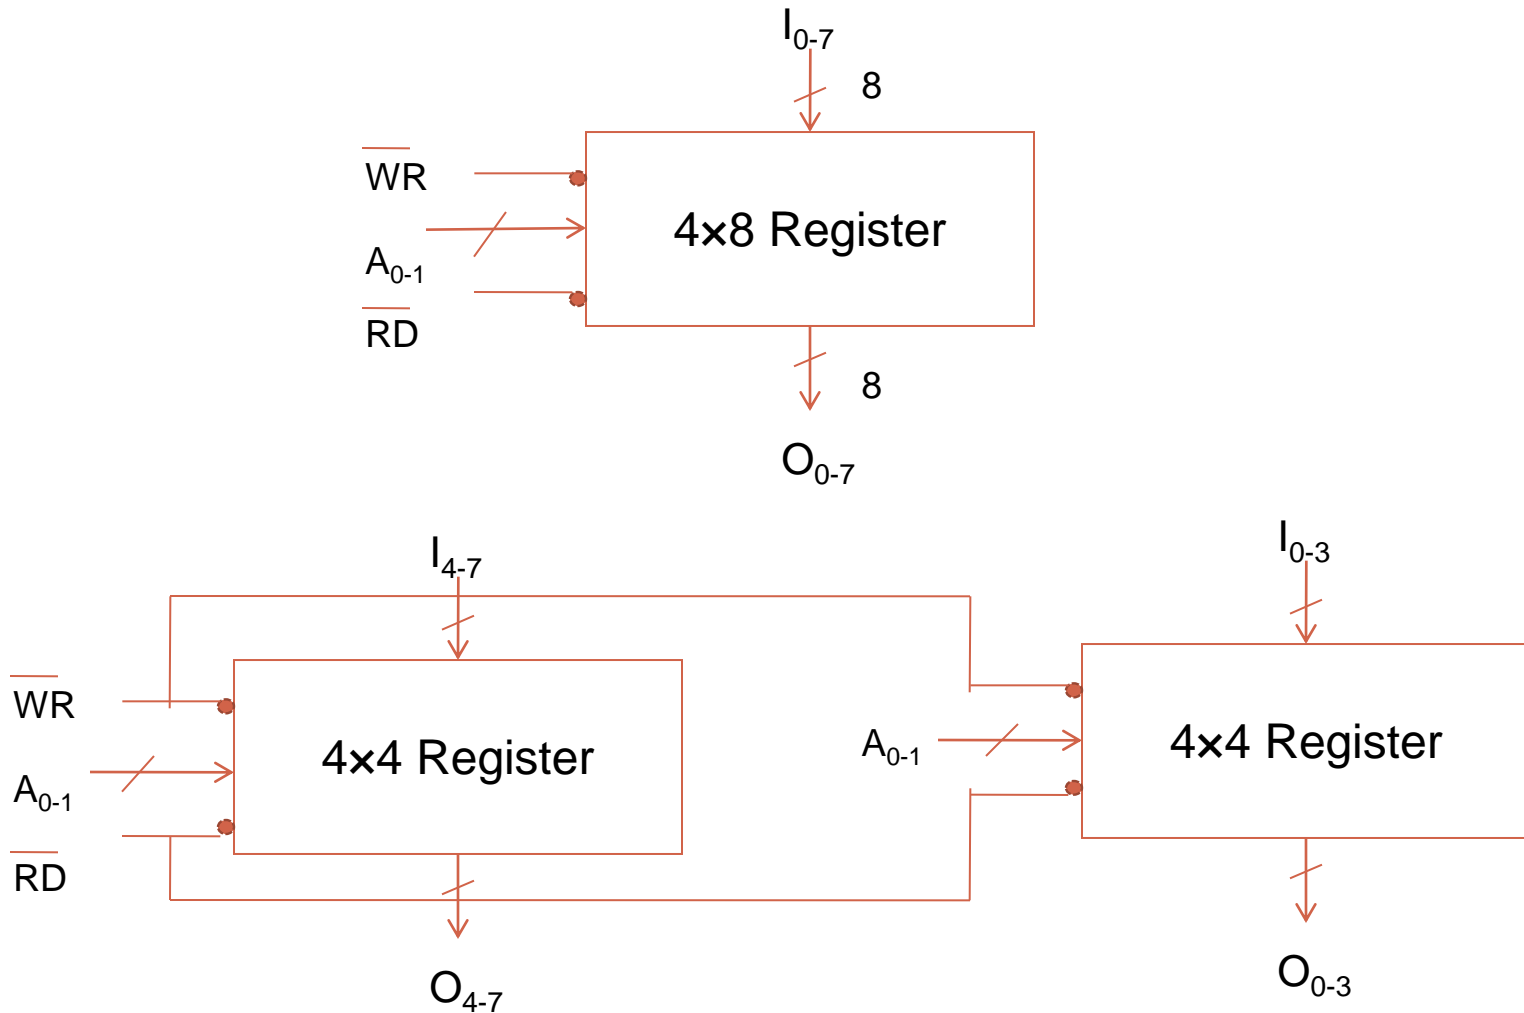 I0-7
8
WR
4×8 Register
A0-1
RD
8
O0-7
I4-7
I0-3
WR
4×4 Register
A0-1
RD
A0-1
4×4 Register
O4-7
O0-3